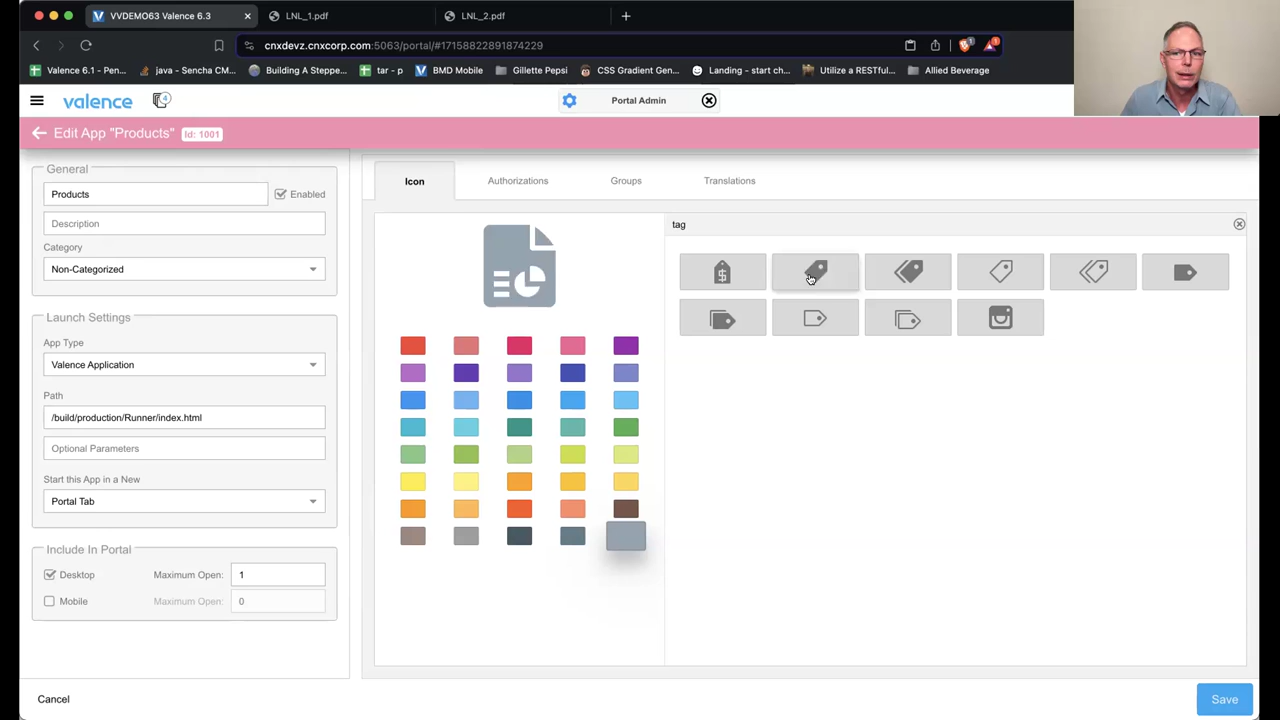 VVDEMO63 Valence 6.3
LNL_1.pdf
LNL_2.pdf
cnxdevz.cnxcorp.com:5063/portal/#17158822891874229
1
Valence 6.1 - Pen...
java - Sencha CM...
Building A Steppe...
tar - p
BMD Mobile
Gillette Pepsi
CSS Gradient Gen...
Landing - start ch...
Utilize a RESTful...
Allied Beverage
valence
4
Portal Admin
Edit App "Products"
Id: 1001
General
Products
Enabled
Description
Category
Non-Categorized
Launch Settings
App Type
Valence Application
Path
/build/production/Runner/index.html
Optional Parameters
Start this App in a New
Portal Tab
Include In Portal
Desktop
Maximum Open:
1
Mobile
Maximum Open:
0
Icon
Authorizations
Groups
Translations
tag
$
Cancel
Save